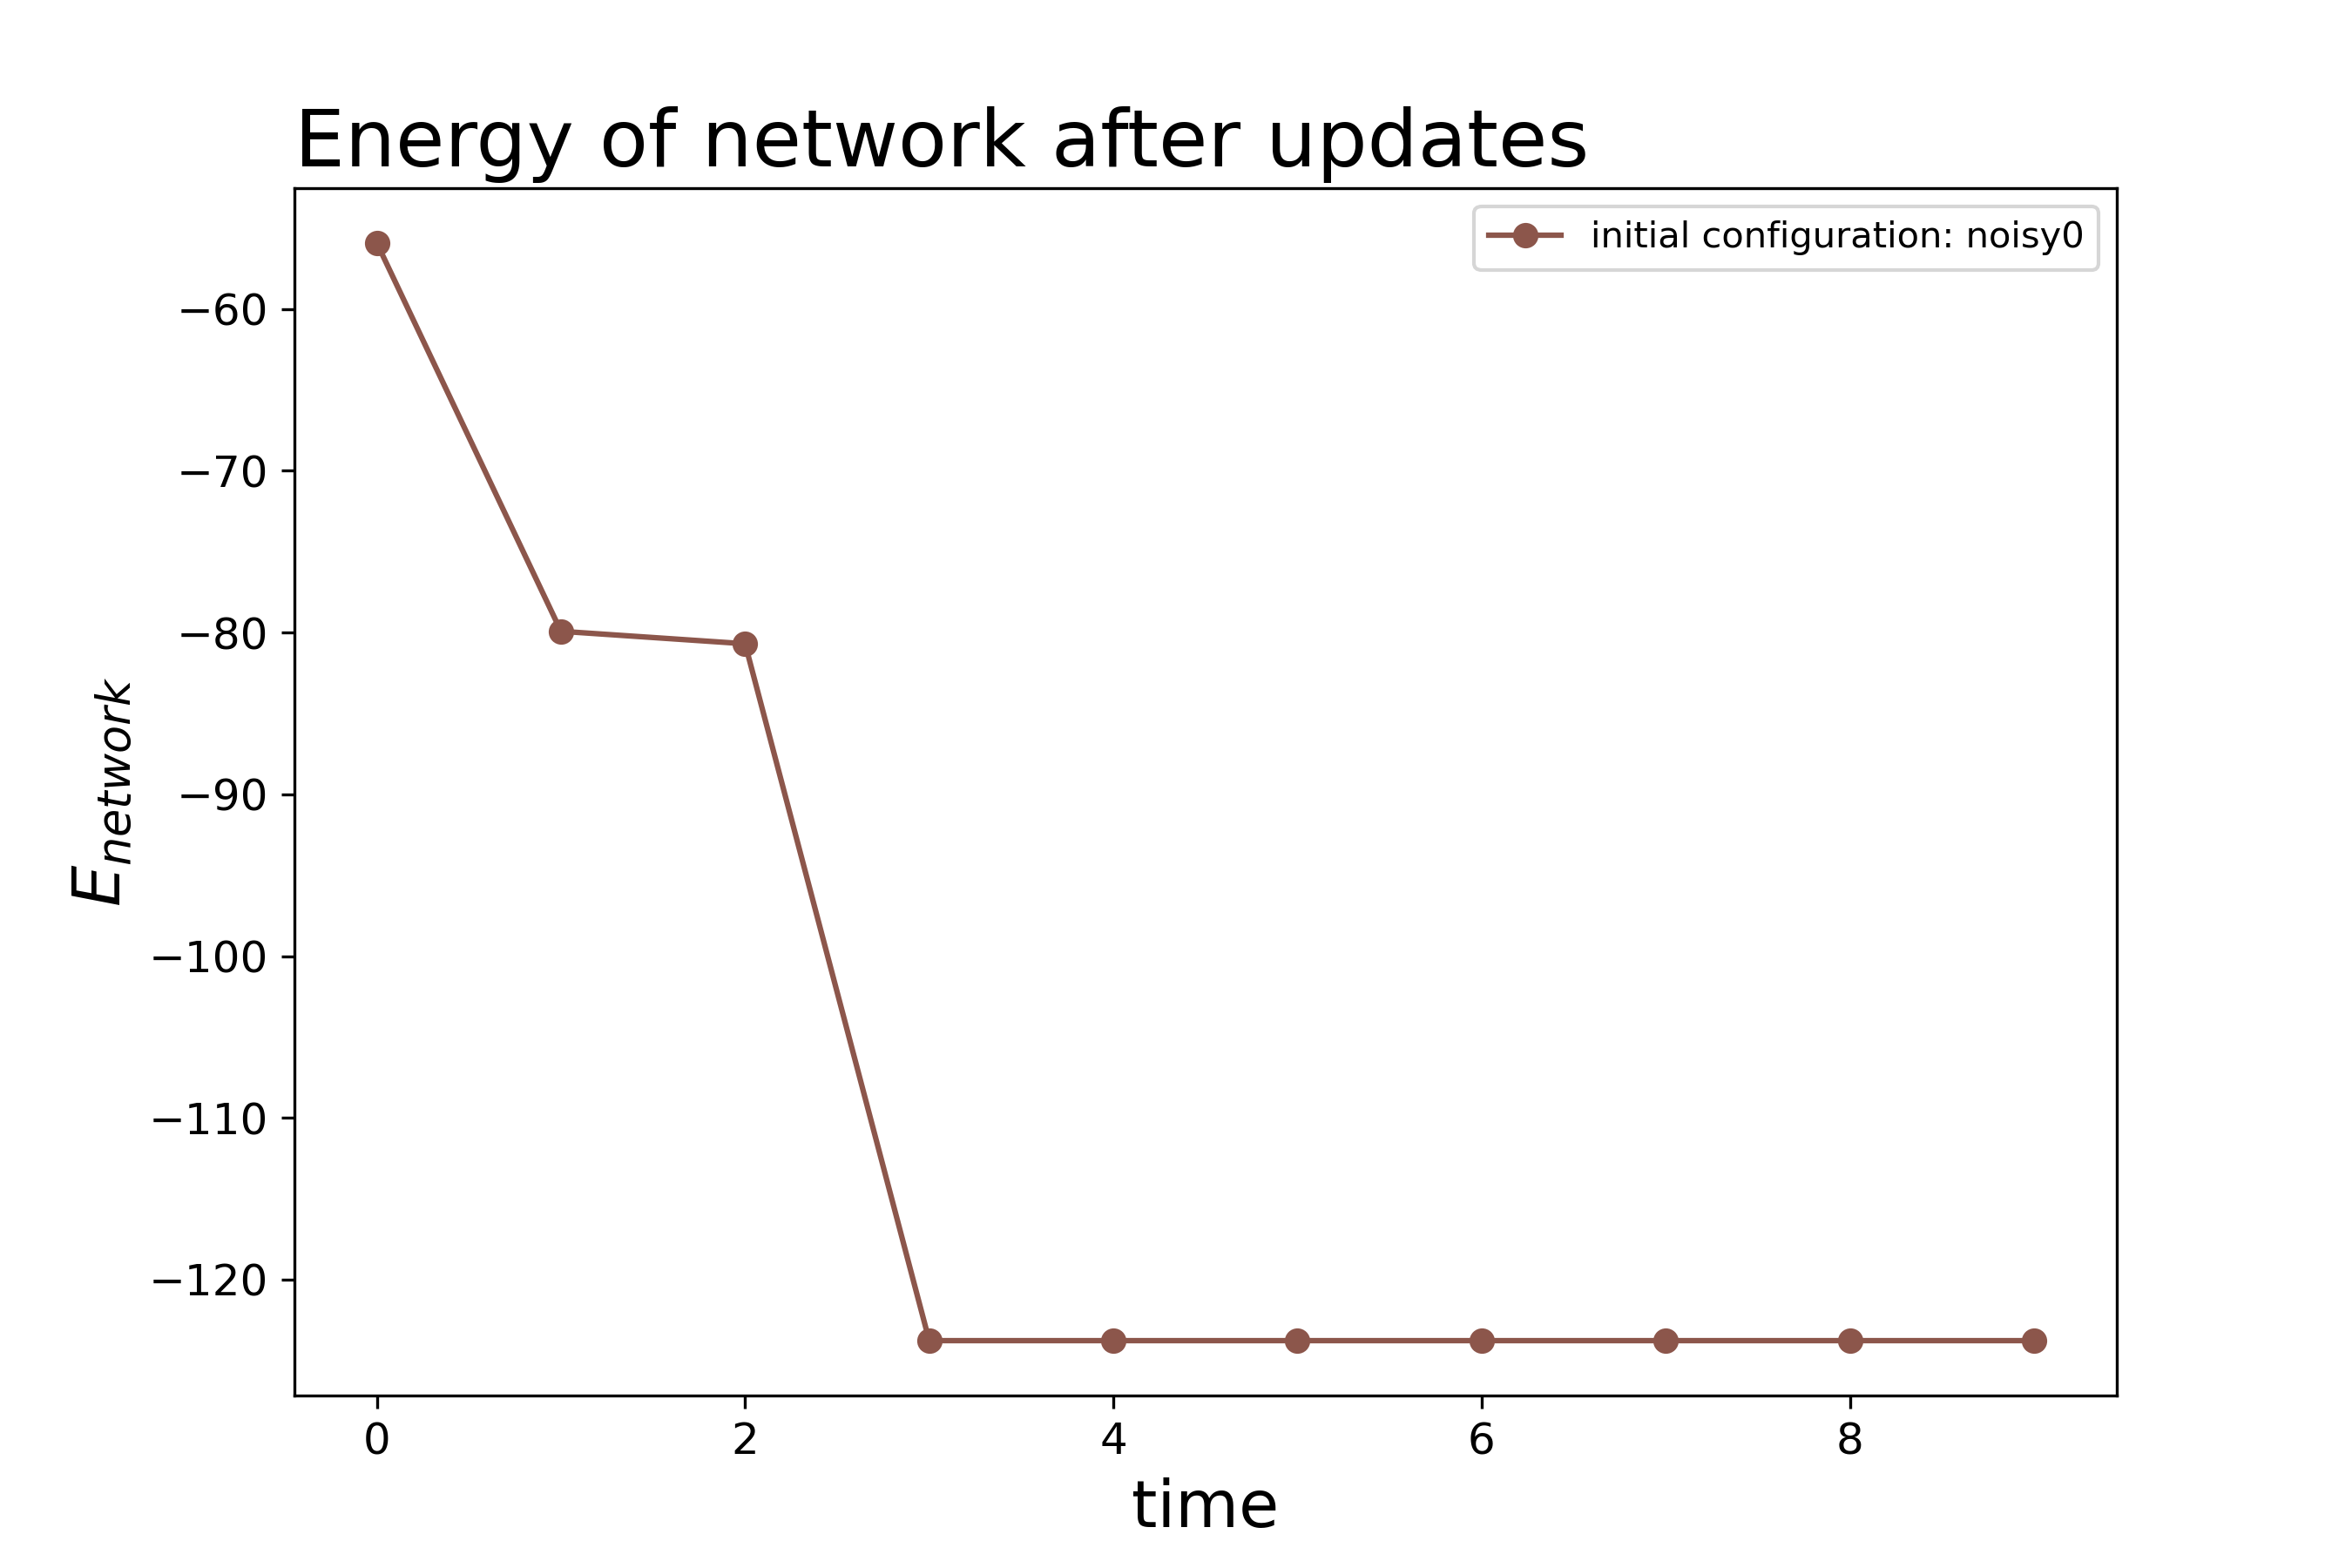 Energy of network after updates
initial configuration: noisy0
−60
−70
−80
−90
−100
−110
−120
E_network
0 2 4 6 8
time